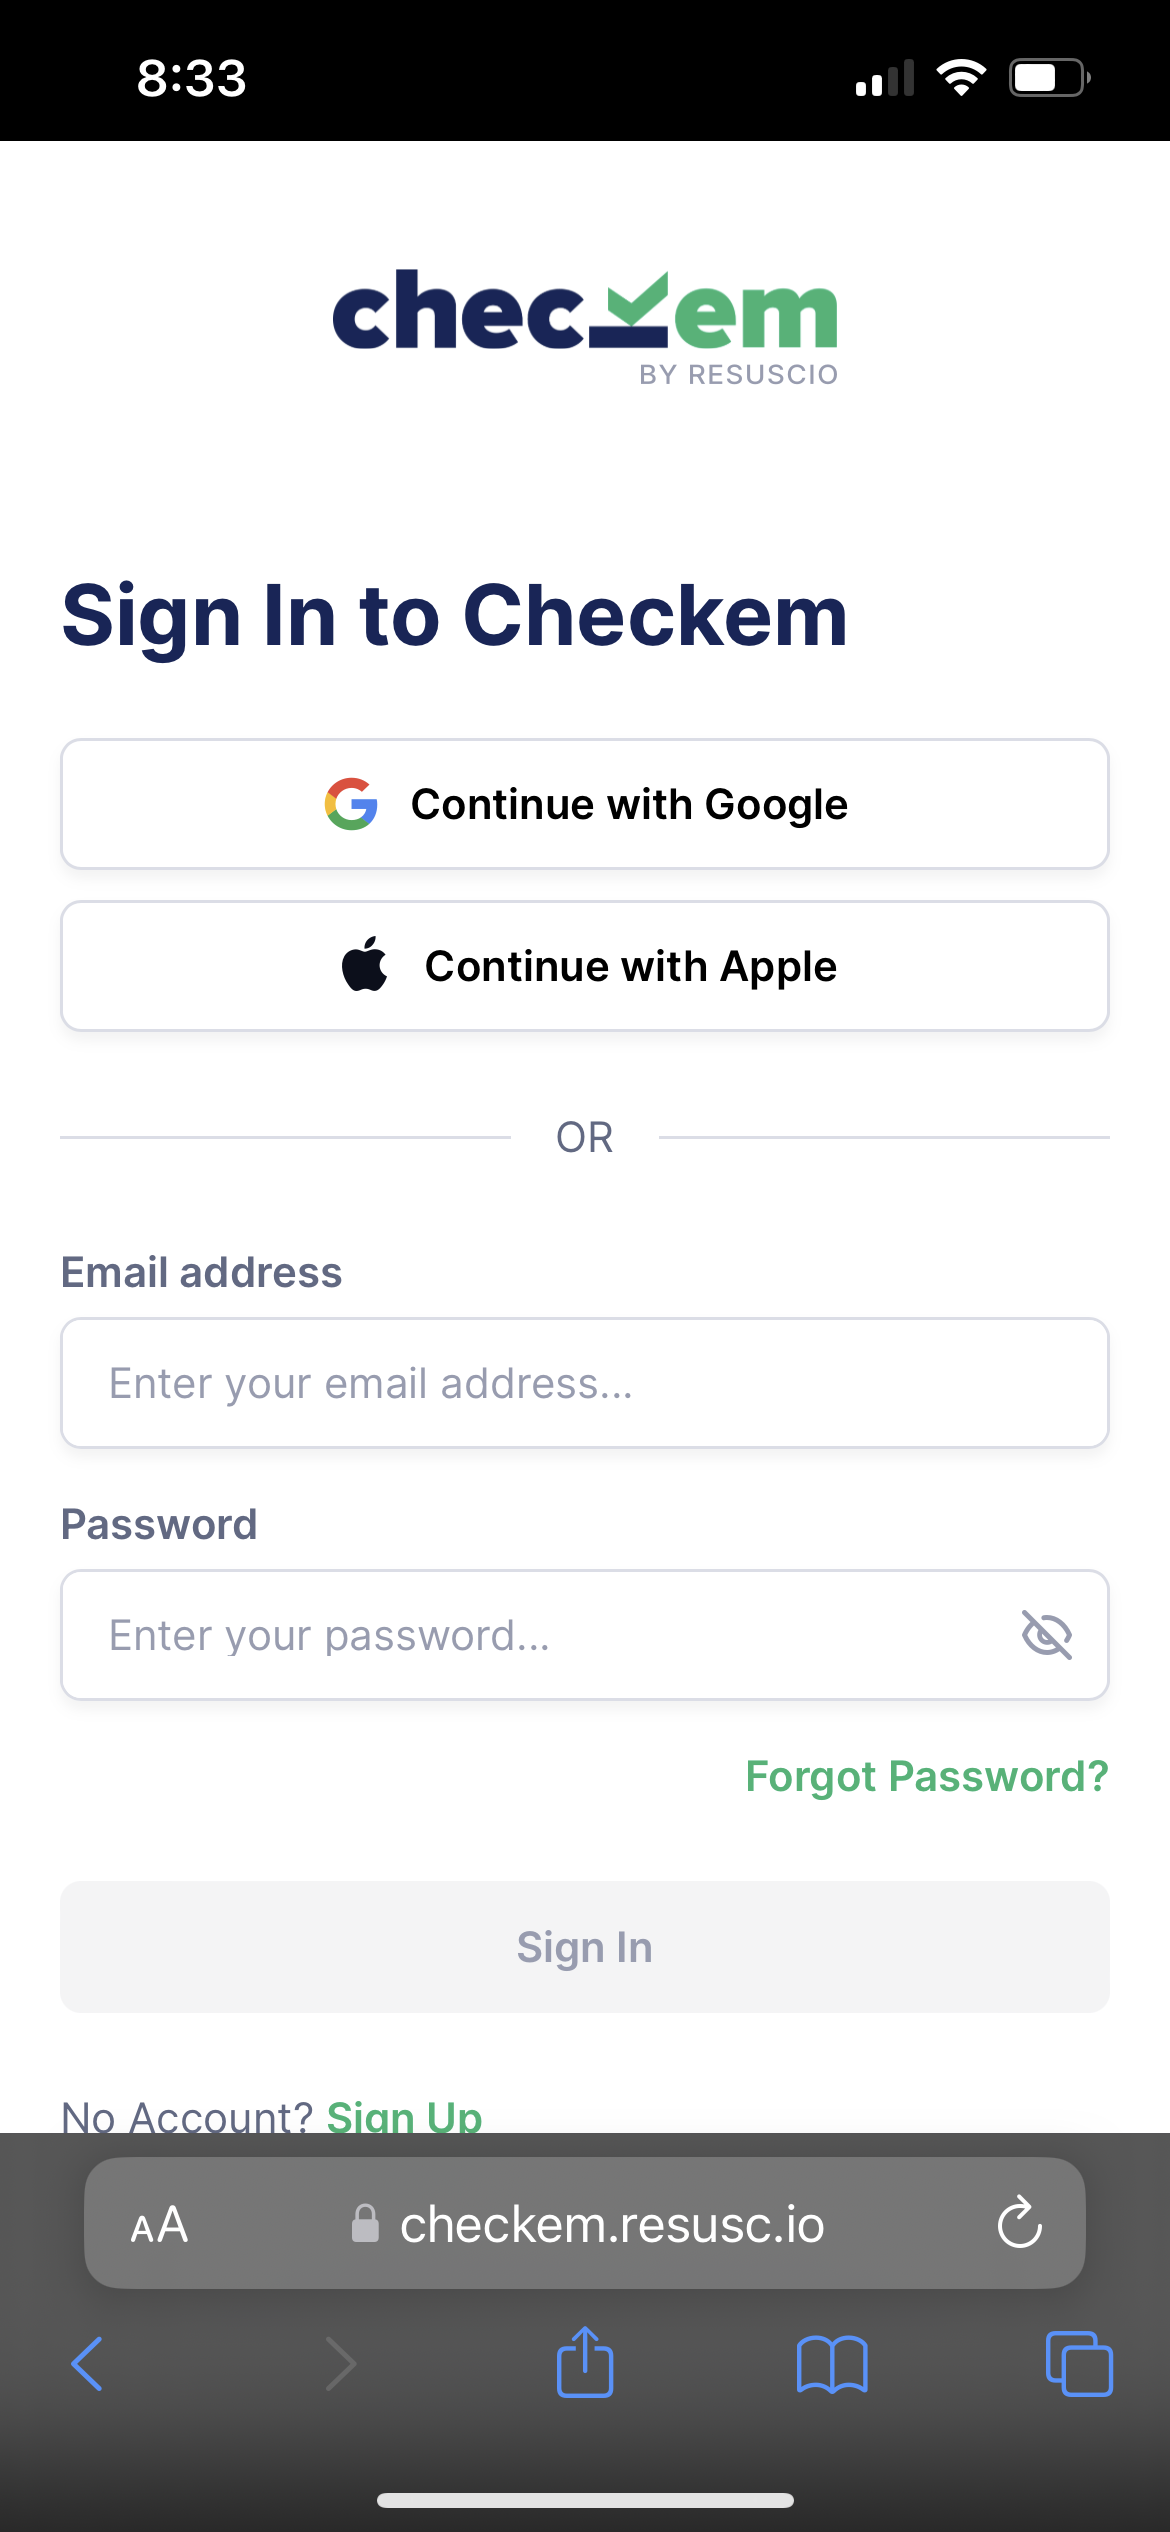 8:33
checkem
BY RESUSCIO
Sign In to Checkem
Continue with Google
Continue with Apple
OR
Email address
Enter your email address...
Password
Enter your password...
Forgot Password?
Sign In
No Account? Sign Up
AA checkem.resusc.io